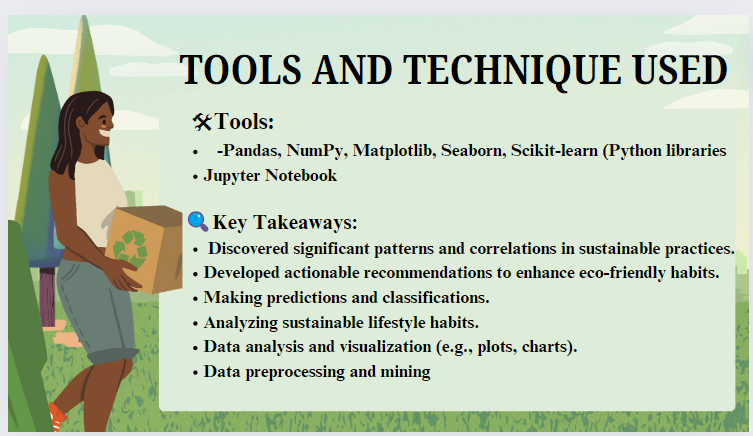 TOOLS AND TECHNIQUE USED
🛠Tools:
• -Pandas, NumPy, Matplotlib, Seaborn, Scikit-learn (Python libraries
• Jupyter Notebook
🔍 Key Takeaways:
• Discovered significant patterns and correlations in sustainable practices.
• Developed actionable recommendations to enhance eco-friendly habits.
• Making predictions and classifications.
• Analyzing sustainable lifestyle habits.
• Data analysis and visualization (e.g., plots, charts).
• Data preprocessing and mining